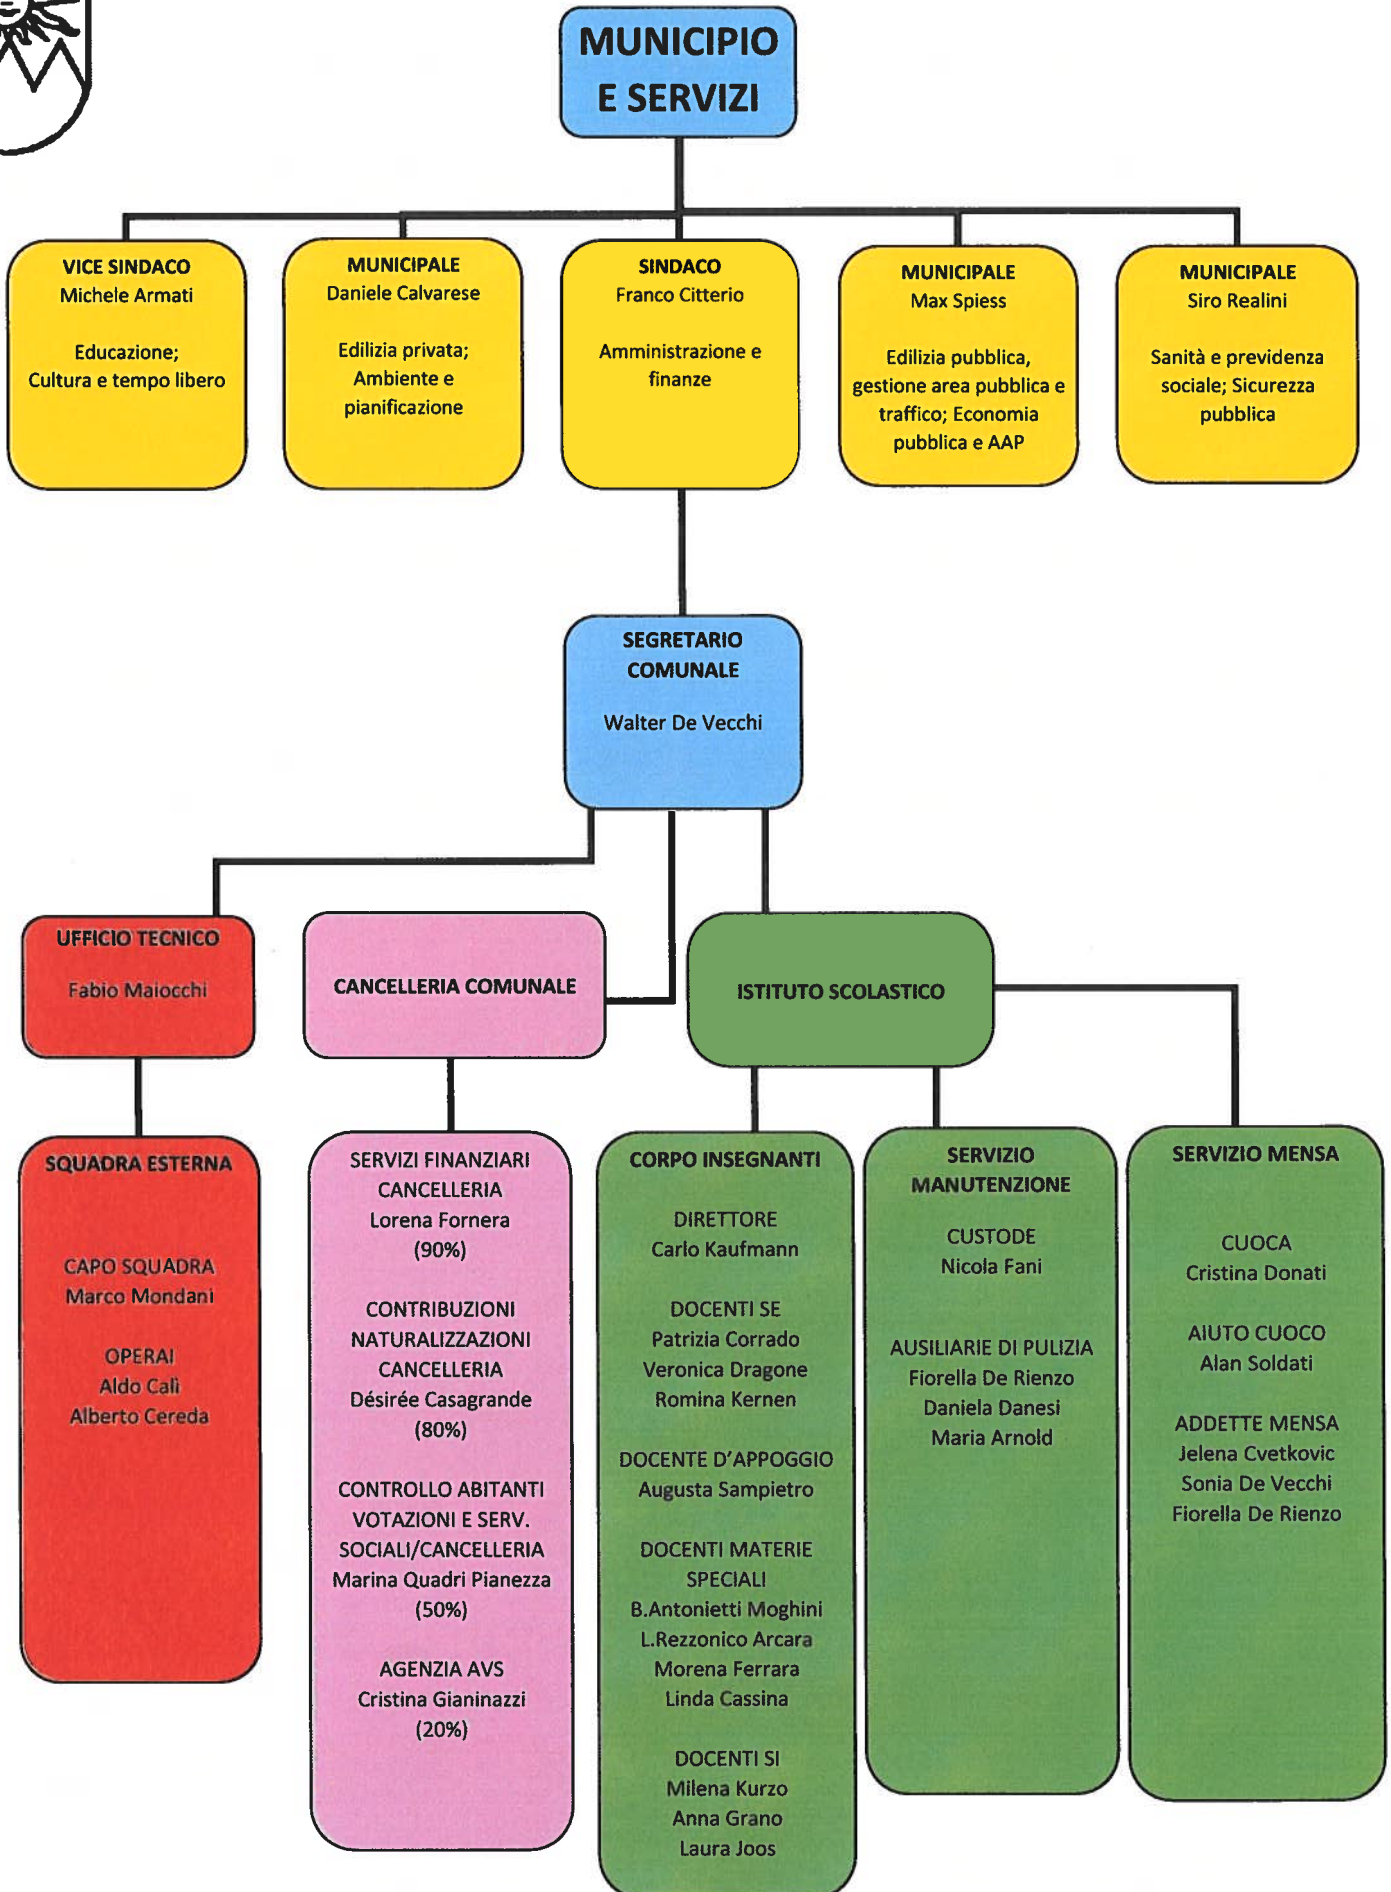 MUNICIPIO
E SERVIZI
VICE SINDACO
Michele Armati
Educazione;
Cultura e tempo libero
MUNICIPALE
Daniele Calvarese
Edilizia privata;
Ambiente e
pianificazione
SINDACO
Franco Citterio
Amministrazione e
finanze
MUNICIPALE
Max Spiess
Edilizia pubblica,
gestione area pubblica e
traffico; Economia
pubblica e AAP
MUNICIPALE
Siro Realini
Sanità e previdenza
sociale; Sicurezza
pubblica
SEGRETARIO
COMUNALE
Walter De Vecchi
UFFICIO TECNICO
Fabio Maiocchi
CANCELLERIA COMUNALE
ISTITUTO SCOLASTICO
SQUADRA ESTERNA
CAPO SQUADRA
Marco Mondani
OPERAI
Aldo Calì
Alberto Cereda
SERVIZI FINANZIARI
CANCELLERIA
Lorena Fornera
(90%)
CONTRIBUZIONI
NATURALIZZAZIONI
CANCELLERIA
Désirée Casagrande
(80%)
CONTROLLO ABITANTI
VOTAZIONI E SERV.
SOCIALI/CANCELLERIA
Marina Quadri Pianezza
(50%)
AGENZIA AVS
Cristina Gianinazzi
(20%)
CORPO INSEGNANTI
DIRETTORE
Carlo Kaufmann
DOCENTI SE
Patrizia Corrado
Veronica Dragone
Romina Kernen
DOCENTE D'APPOGGIO
Augusta Sampietro
DOCENTI MATERIE
SPECIALI
B.Antonietti Moghini
L.Rezzonico Arcara
Morena Ferrara
Linda Cassina
DOCENTI SI
Milena Kurzo
Anna Grano
Laura Joos
SERVIZIO
MANUTENZIONE
CUSTODE
Nicola Fani
AUSILIARIE DI PULIZIA
Fiorella De Rienzo
Daniela Danesi
Maria Arnold
SERVIZIO MENSA
CUOCA
Cristina Donati
AIUTO CUOCO
Alan Soldati
ADDETTE MENSA
Jelena Cvetkovic
Sonia De Vecchi
Fiorella De Rienzo